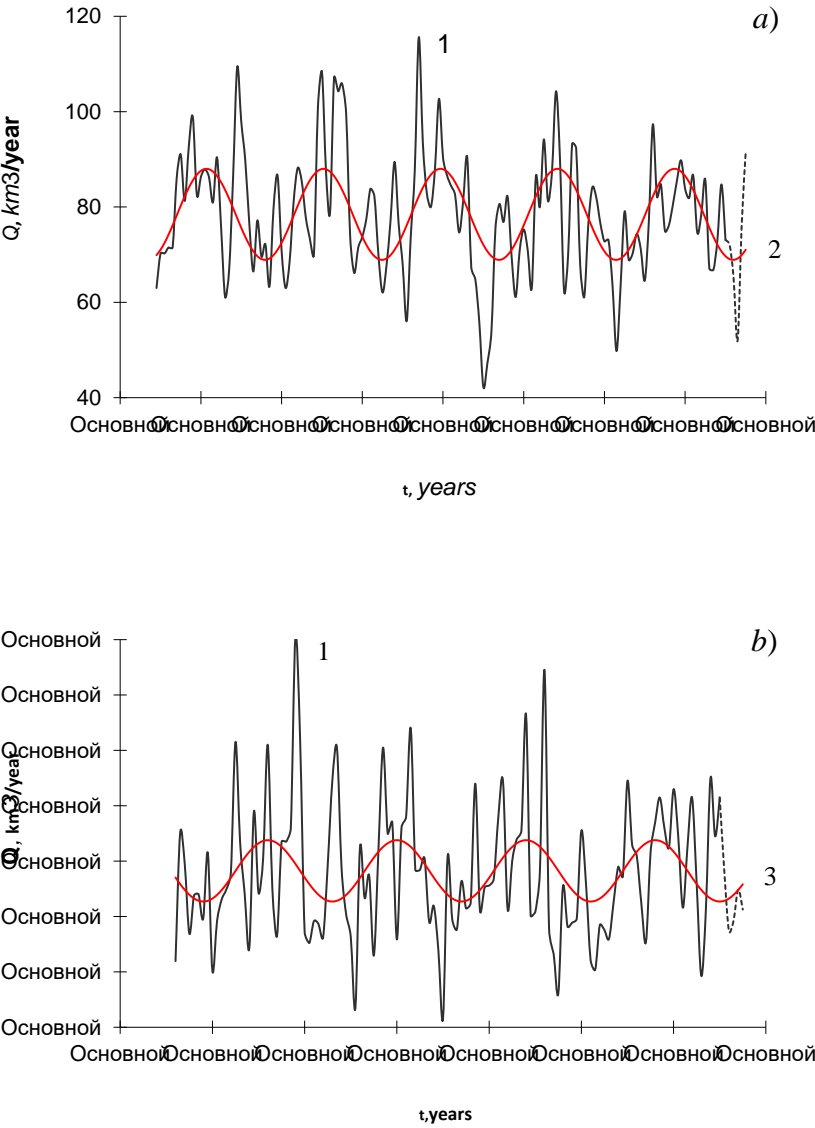 120
a)
1
100
Q, km3/year
80
2
60
40
Основной Основной Основной Основной Основной Основной Основной Основной Основной
t, years
Основной
b)
1
Основной
Основной
Основной
Q, km3/year
Основной
3
Основной
Основной
Основной
Основной Основной Основной Основной Основной Основной Основной Основной
t,years